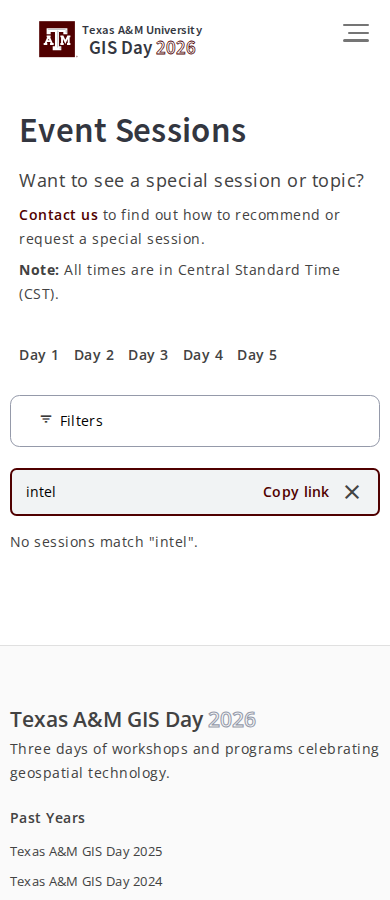 Texas A&M University
GIS Day 2026
Event Sessions
Want to see a special session or topic?
Contact us to find out how to recommend or
request a special session.
Note: All times are in Central Standard Time
(CST).
Day 1 Day 2 Day 3 Day 4 Day 5
Filters
intel Copy link
No sessions match "intel".
Texas A&M GIS Day 2026
Three days of workshops and programs celebrating
geospatial technology.
Past Years
Texas A&M GIS Day 2025
Texas A&M GIS Day 2024